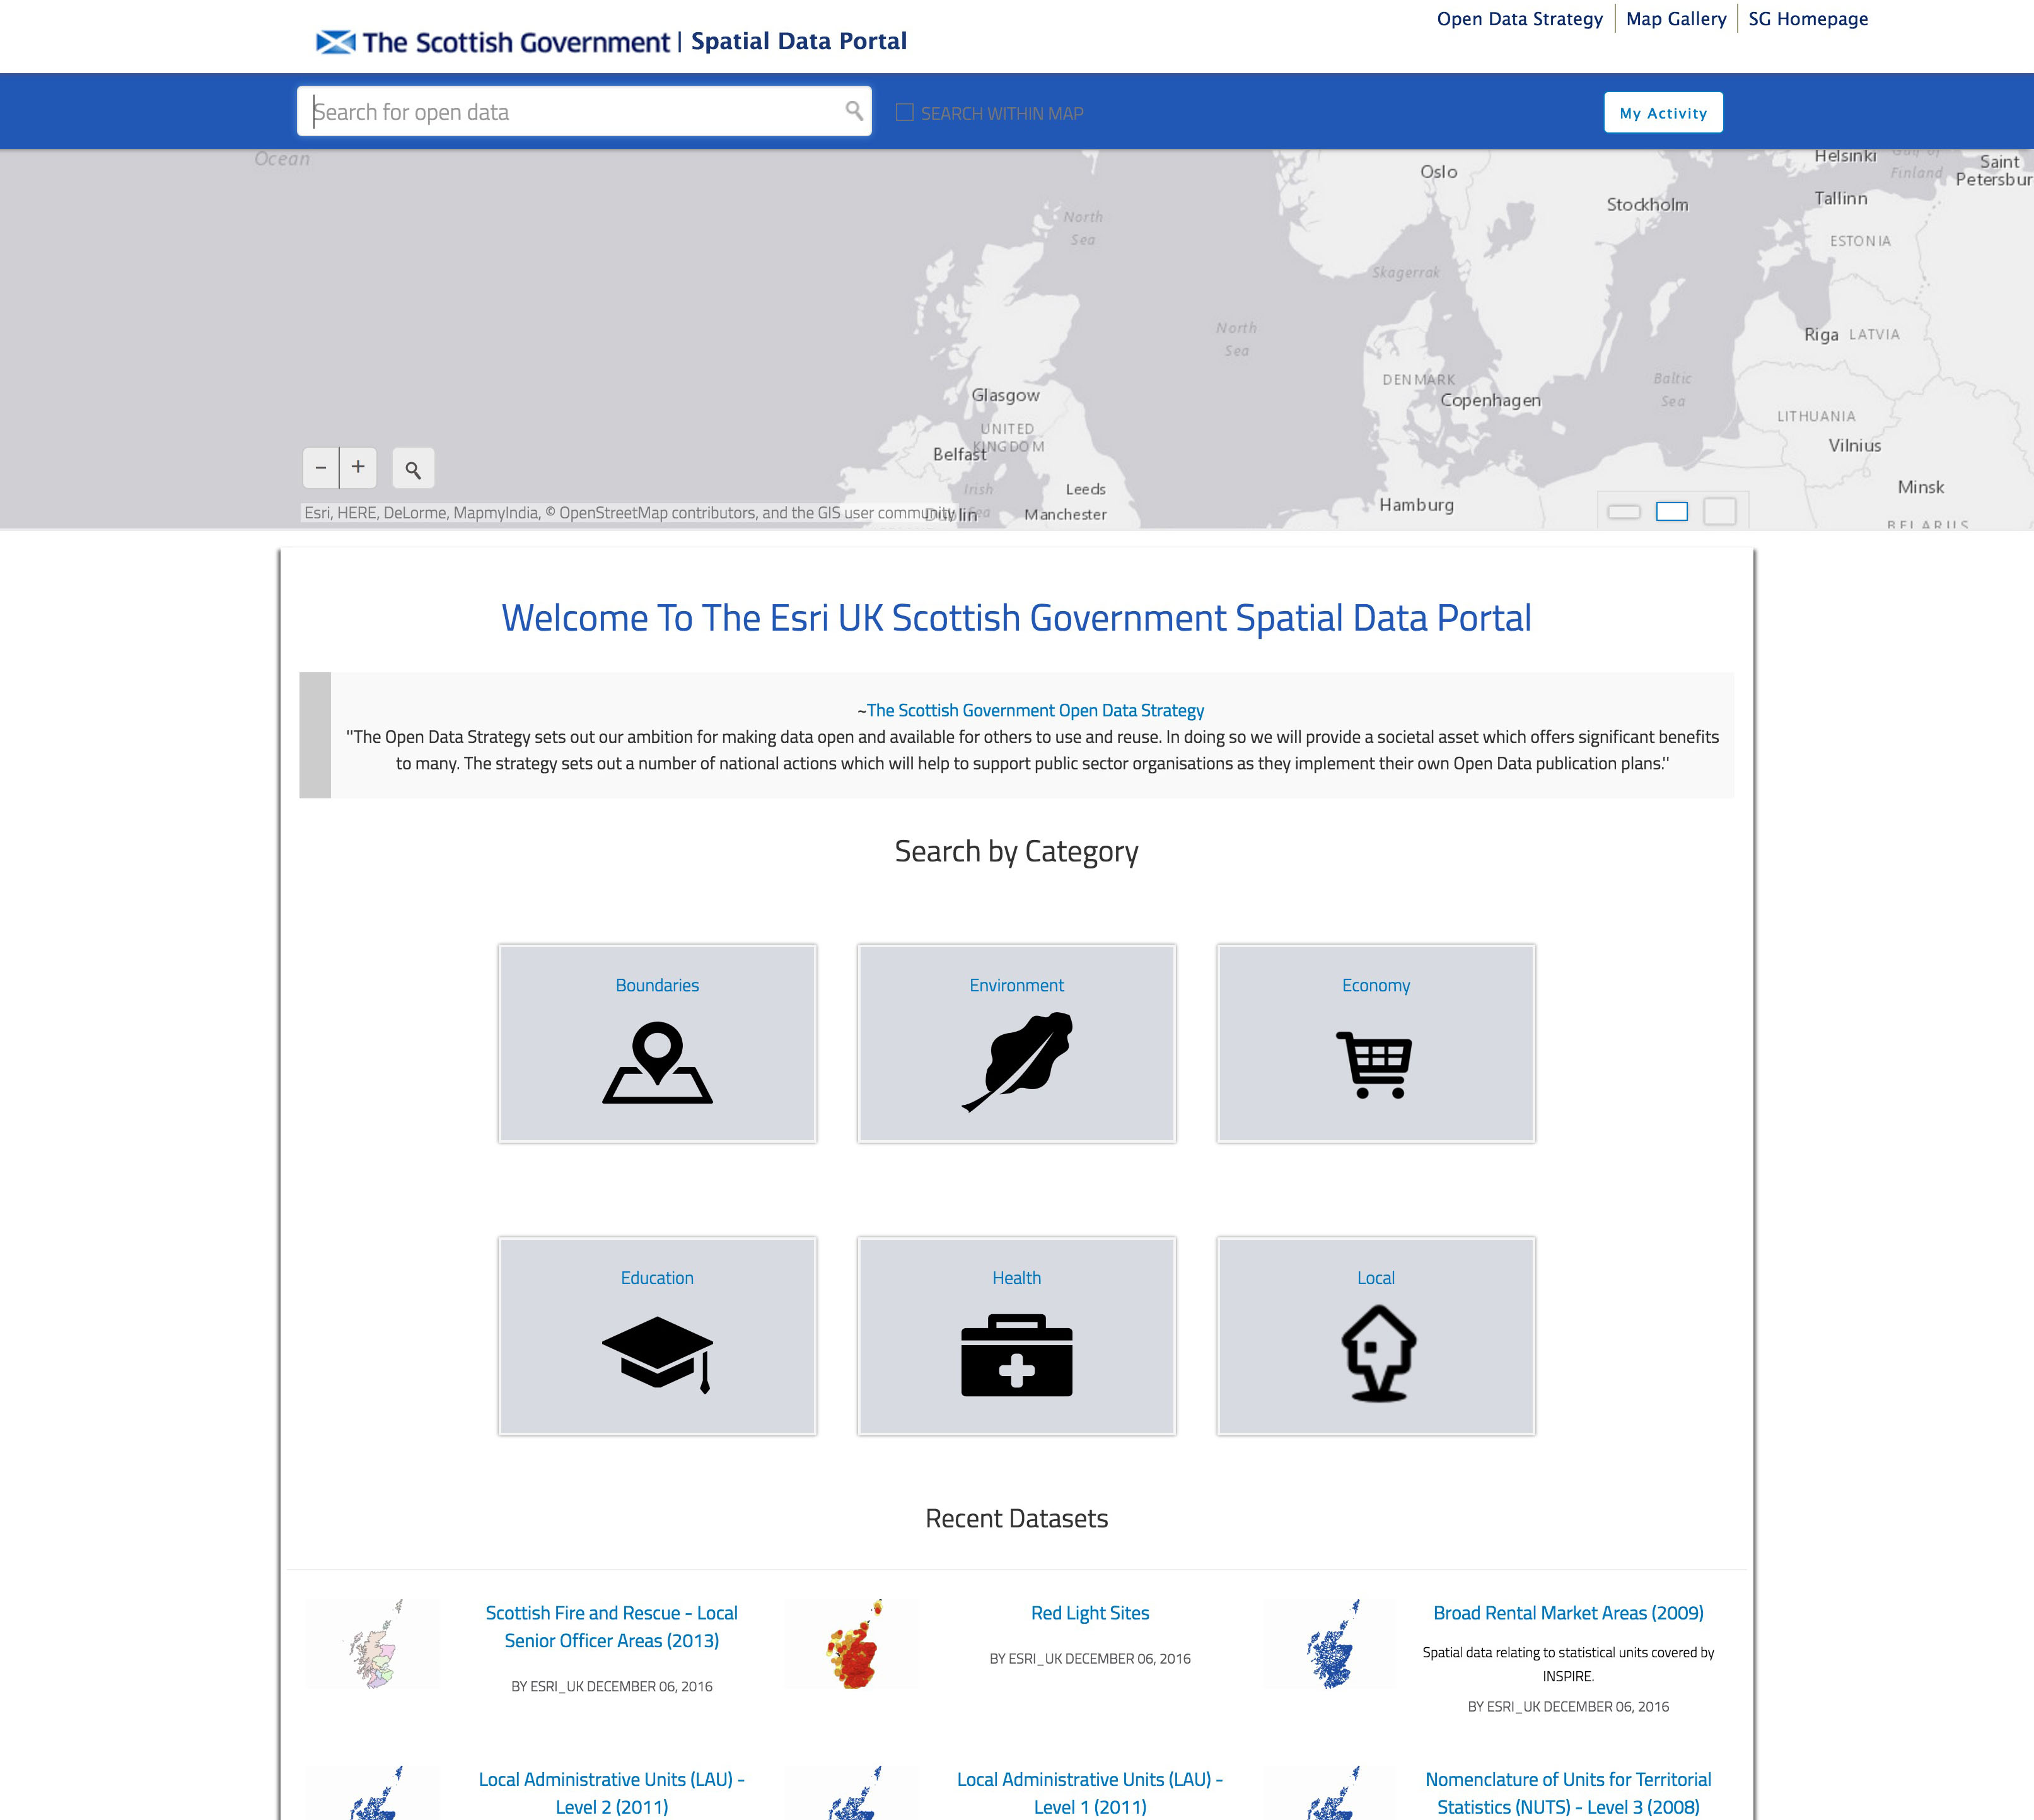 Open Data Strategy
Map Gallery
SG Homepage
The Scottish Government | Spatial Data Portal
Search for open data
SEARCH WITHIN MAP
My Activity
Ocean
North
Sea
Oslo
Stockholm
Helsinki
Gulf of
Finland
Saint
Petersbur
Tallinn
ESTONIA
Skagerrak
North
Sea
Riga
LATVIA
DENMARK
Copenhagen
Baltic
Sea
Glasgow
UNITED
KINGDOM
Belfast
LITHUANIA
Vilnius
Irish
Sea
Leeds
Manchester
Dublin
Hamburg
Minsk
BELARUS
− +
Esri, HERE, DeLorme, MapmyIndia, © OpenStreetMap contributors, and the GIS user community
Welcome To The Esri UK Scottish Government Spatial Data Portal
~The Scottish Government Open Data Strategy
"The Open Data Strategy sets out our ambition for making data open and available for others to use and reuse. In doing so we will provide a societal asset which offers significant benefits
to many. The strategy sets out a number of national actions which will help to support public sector organisations as they implement their own Open Data publication plans."
Search by Category
Boundaries
Environment
Economy
Education
Health
Local
Recent Datasets
Scottish Fire and Rescue - Local
Senior Officer Areas (2013)
BY ESRI_UK DECEMBER 06, 2016
Red Light Sites
BY ESRI_UK DECEMBER 06, 2016
Broad Rental Market Areas (2009)
Spatial data relating to statistical units covered by
INSPIRE.
BY ESRI_UK DECEMBER 06, 2016
Local Administrative Units (LAU) -
Level 2 (2011)
Local Administrative Units (LAU) -
Level 1 (2011)
Nomenclature of Units for Territorial
Statistics (NUTS) - Level 3 (2008)